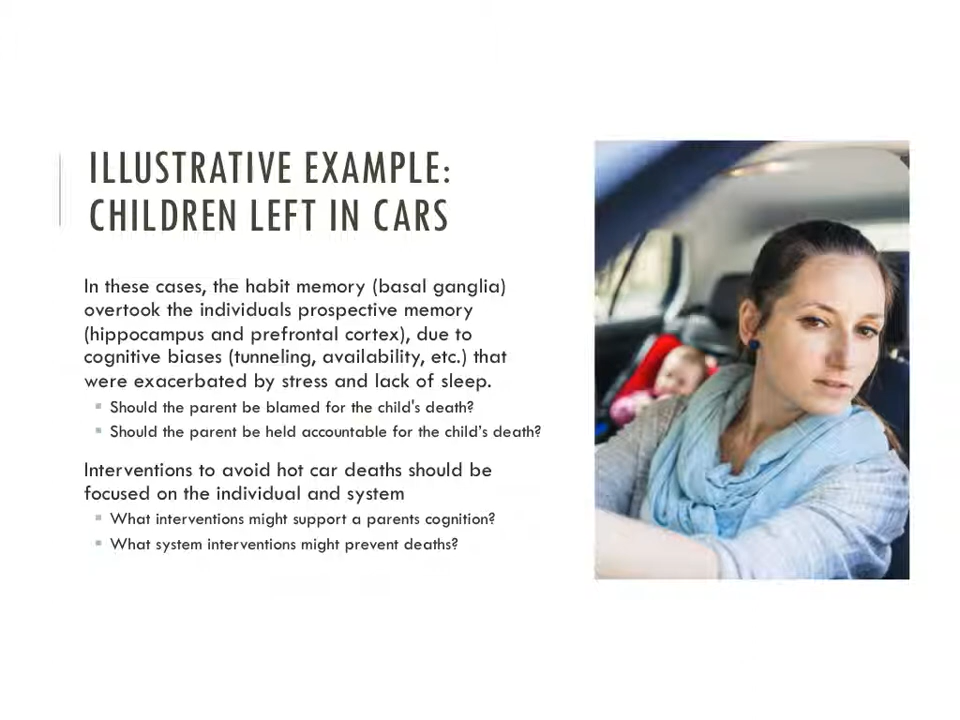 ILLUSTRATIVE EXAMPLE:
CHILDREN LEFT IN CARS
In these cases, the habit memory (basal ganglia)
overtook the individuals prospective memory
(hippocampus and prefrontal cortex), due to
cognitive biases (tunneling, availability, etc.) that
were exacerbated by stress and lack of sleep.
▪ Should the parent be blamed for the child's death?
▪ Should the parent be held accountable for the child's death?
Interventions to avoid hot car deaths should be
focused on the individual and system
▪ What interventions might support a parents cognition?
▪ What system interventions might prevent deaths?